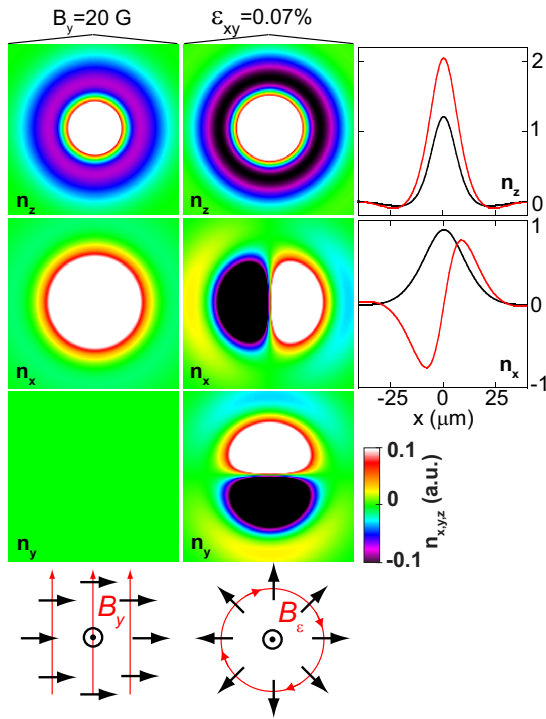 B_y=20 G
ε_xy=0.07%
n_z
n_z
n_z
2
1
0
n_x
n_x
n_x
1
0
-1
-25
0
25
x (μm)
n_y
n_y
0.1
0
-0.1
n_x,y,z (a.u.)
B_y
B_ε